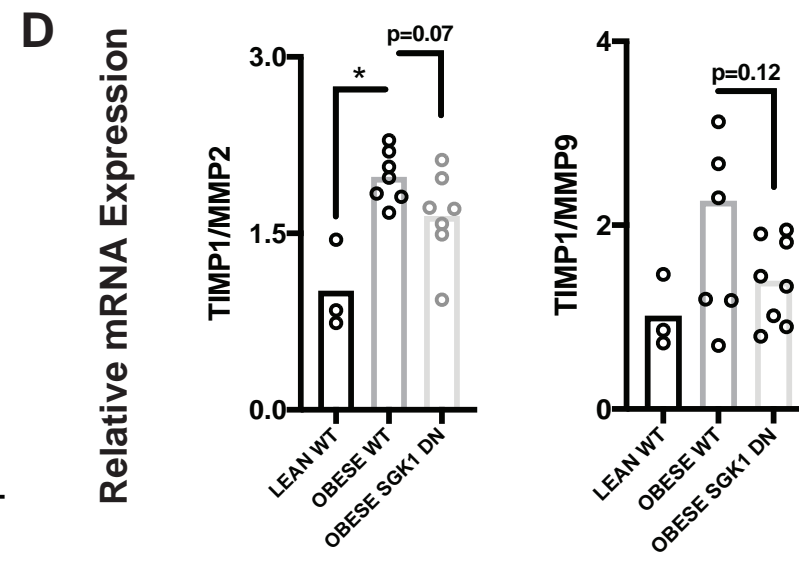 D
Relative mRNA Expression
TIMP1/MMP2
3.0
1.5
0.0
*
p=0.07
LEAN WT
OBESE WT
OBESE SGK1 DN
TIMP1/MMP9
4
2
0
p=0.12
LEAN WT
OBESE WT
OBESE SGK1 DN